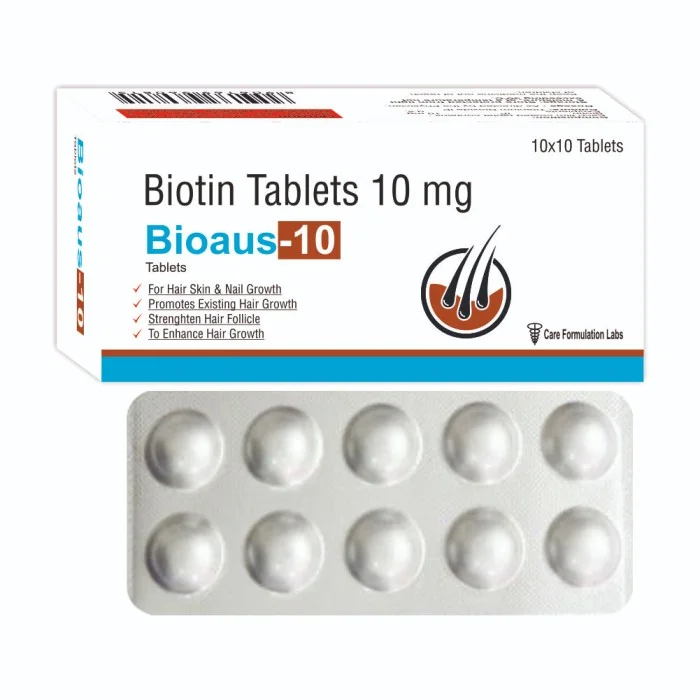 10x10 Tablets
Biotin Tablets 10 mg
Bioaus-10
Tablets
For Hair Skin & Nail Growth
Promotes Existing Hair Growth
Strenghten Hair Follicle
To Enhance Hair Growth
Care Formulation Labs
Bioaus-10
Tablets